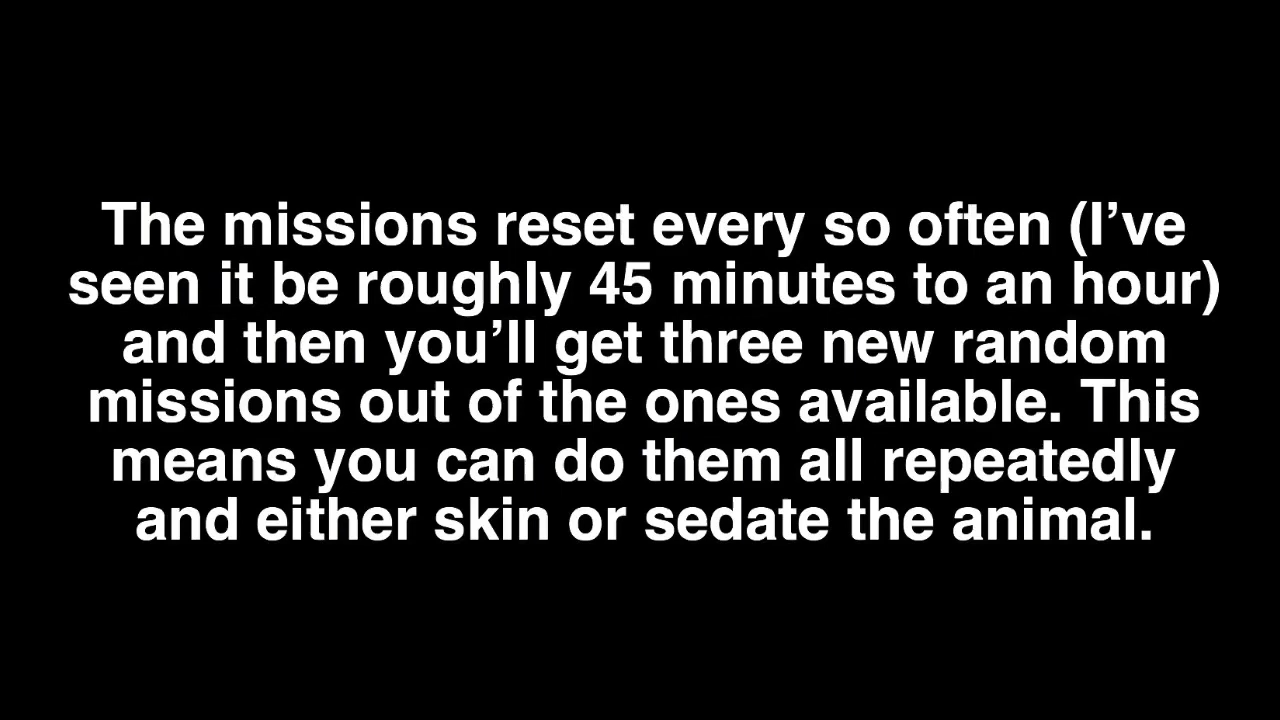 The missions reset every so often (I’ve
seen it be roughly 45 minutes to an hour)
and then you’ll get three new random
missions out of the ones available. This
means you can do them all repeatedly
and either skin or sedate the animal.